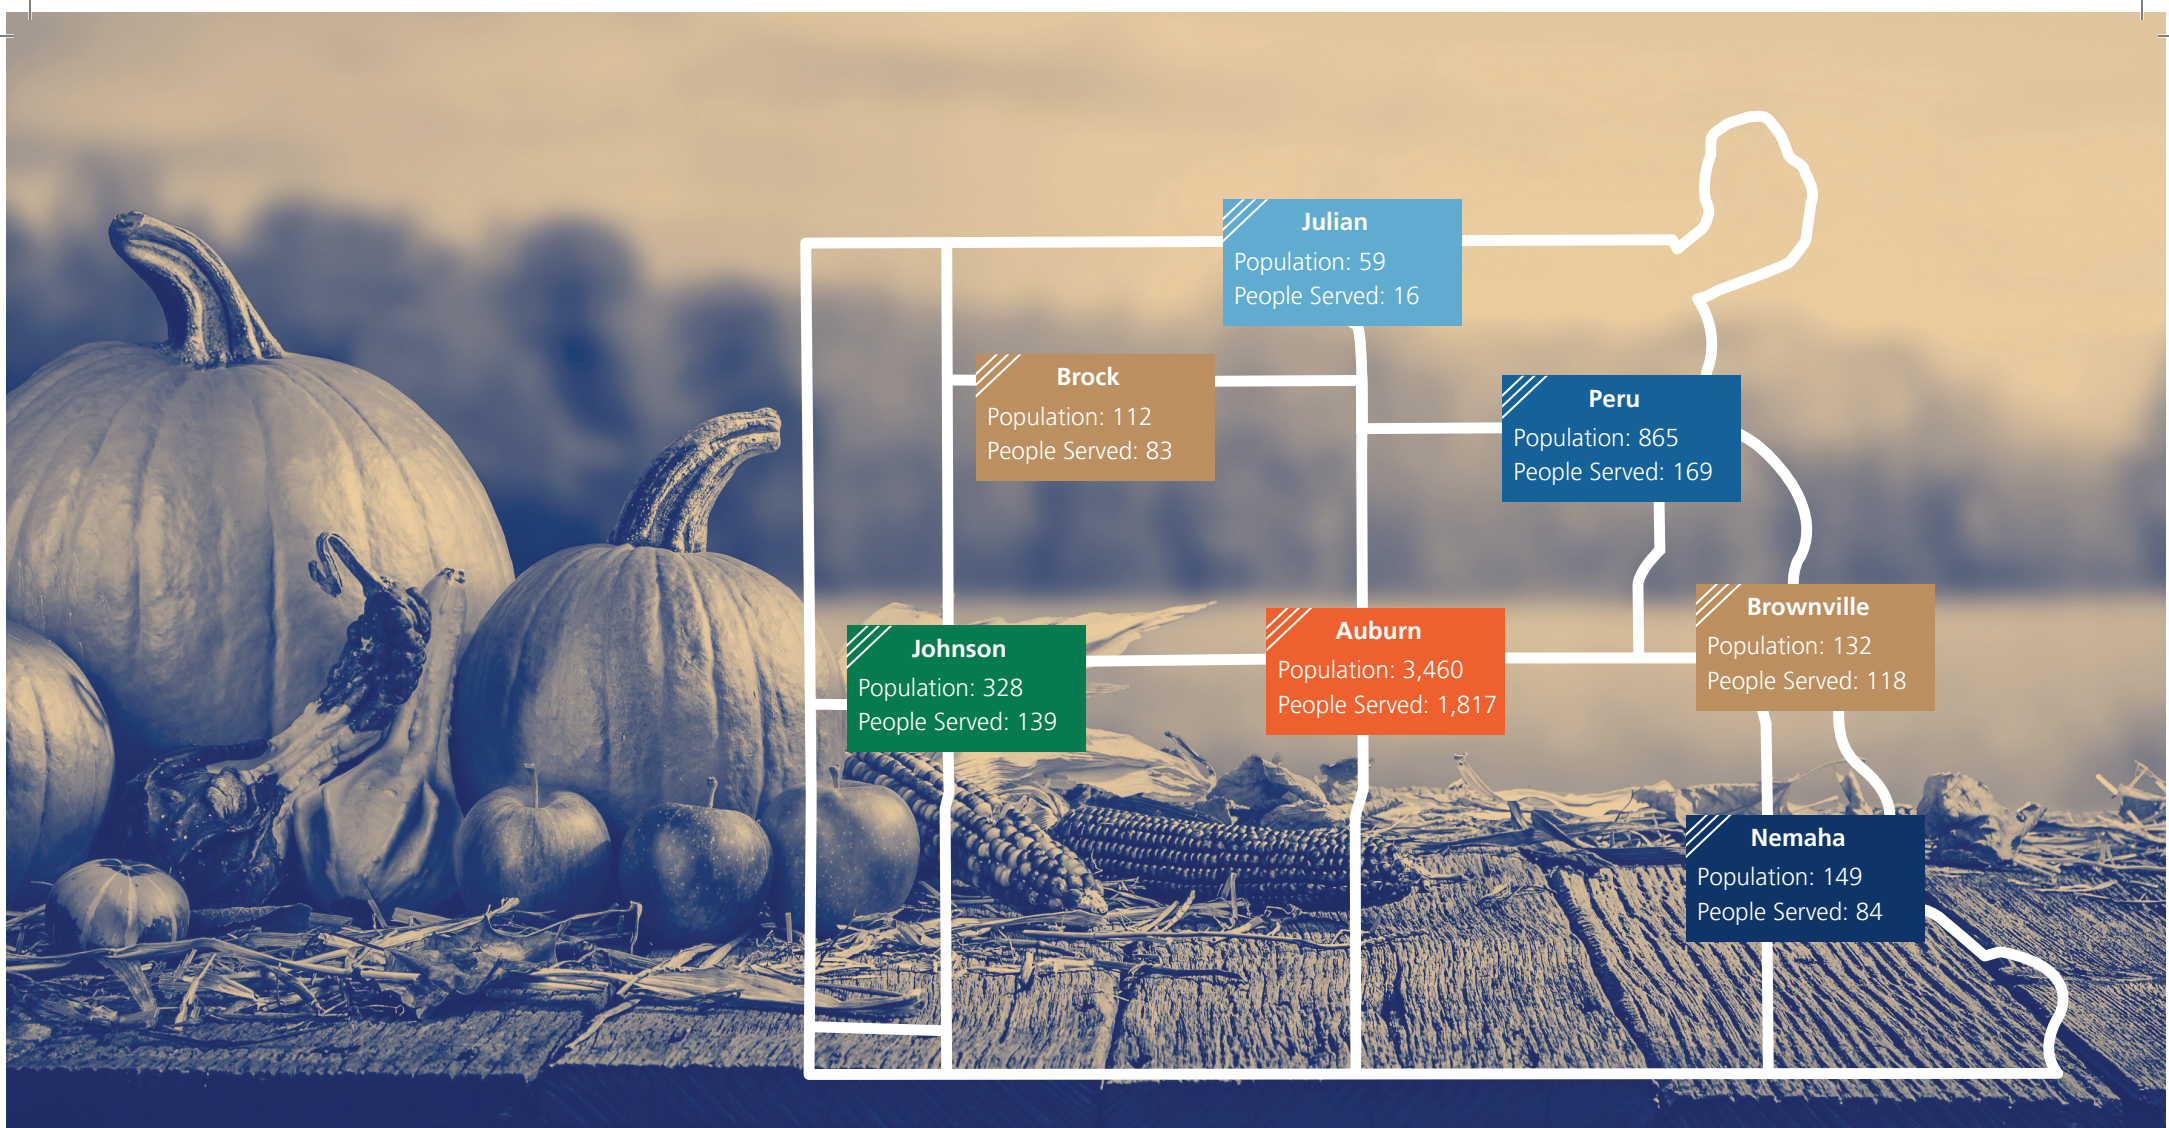 Julian
Population: 59
People Served: 16
Brock
Population: 112
People Served: 83
Peru
Population: 865
People Served: 169
Johnson
Population: 328
People Served: 139
Auburn
Population: 3,460
People Served: 1,817
Brownville
Population: 132
People Served: 118
Nemaha
Population: 149
People Served: 84